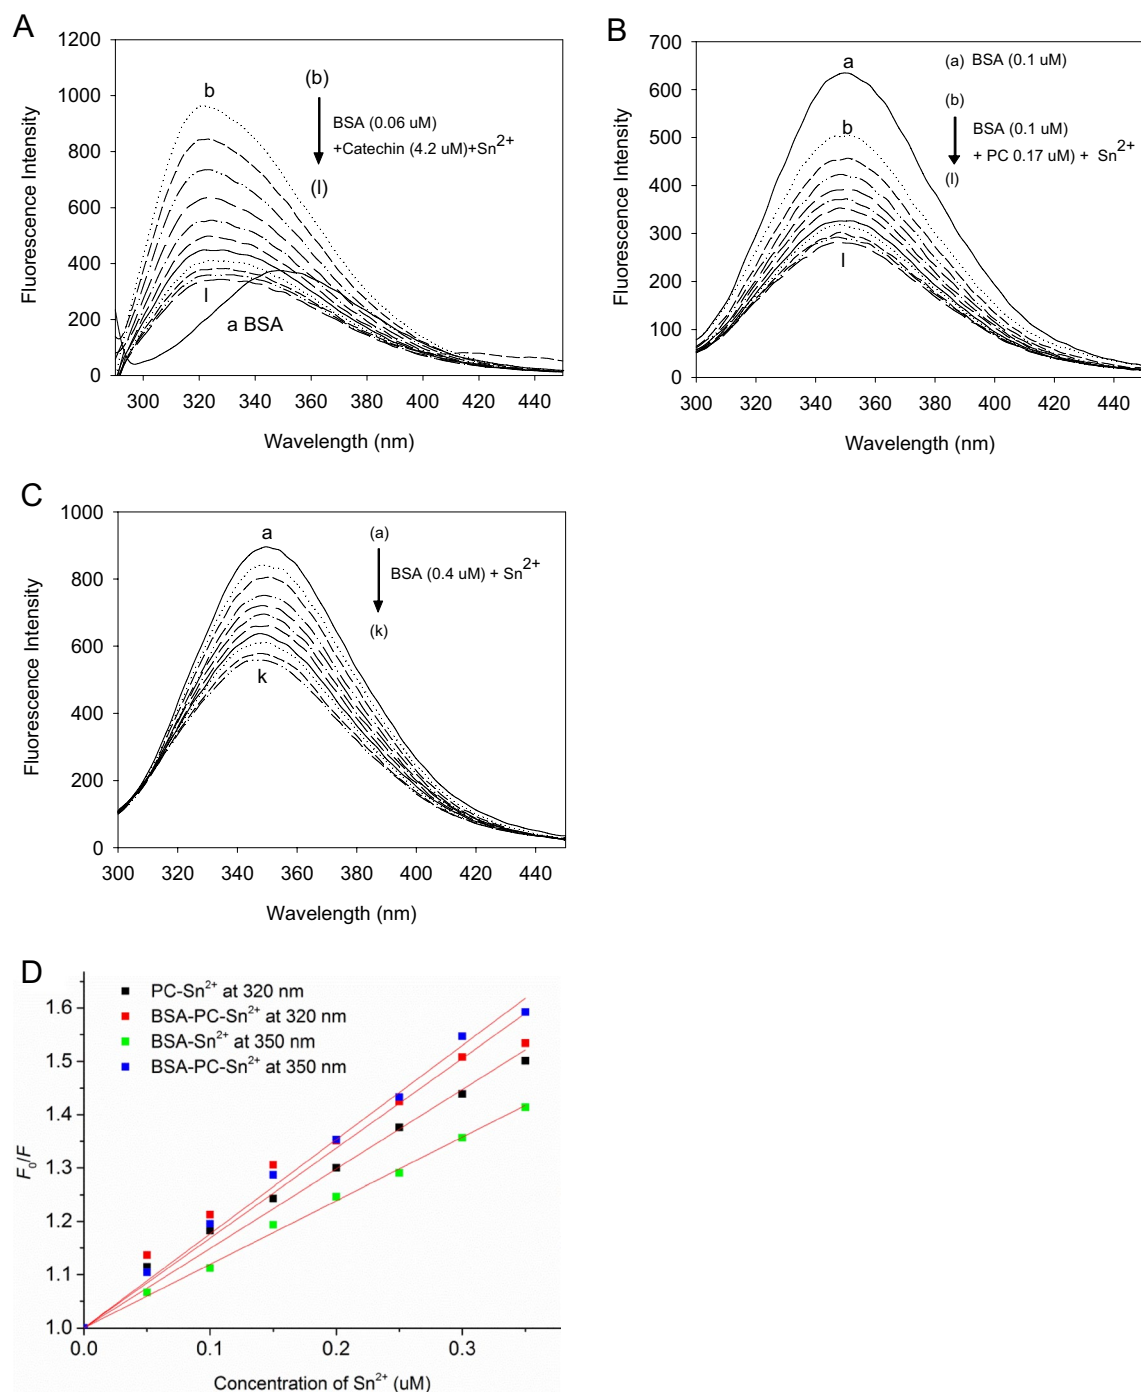 A
1200
1000
800
600
400
200
0
Fluorescence Intensity
b
(b)
BSA (0.06 uM)
+Catechin (4.2 uM)+Sn2+
(l)
l
a BSA
300 320 340 360 380 400 420 440
Wavelength (nm)
B
700
600
500
400
300
200
100
0
Fluorescence Intensity
a
(a) BSA (0.1 uM)
(b)
b
BSA (0.1 uM)
+ PC 0.17 uM) + Sn2+
(l)
l
300 320 340 360 380 400 420 440
Wavelength (nm)
C
1000
800
600
400
200
0
Fluorescence Intensity
a
(a)
BSA (0.4 uM) + Sn2+
(k)
k
300 320 340 360 380 400 420 440
Wavelength (nm)
D
PC-Sn2+ at 320 nm
BSA-PC-Sn2+ at 320 nm
BSA-Sn2+ at 350 nm
BSA-PC-Sn2+ at 350 nm
1.6
1.5
1.4
1.3
1.2
1.1
1.0
F0/F
0.0 0.1 0.2 0.3
Concentration of Sn2+ (uM)